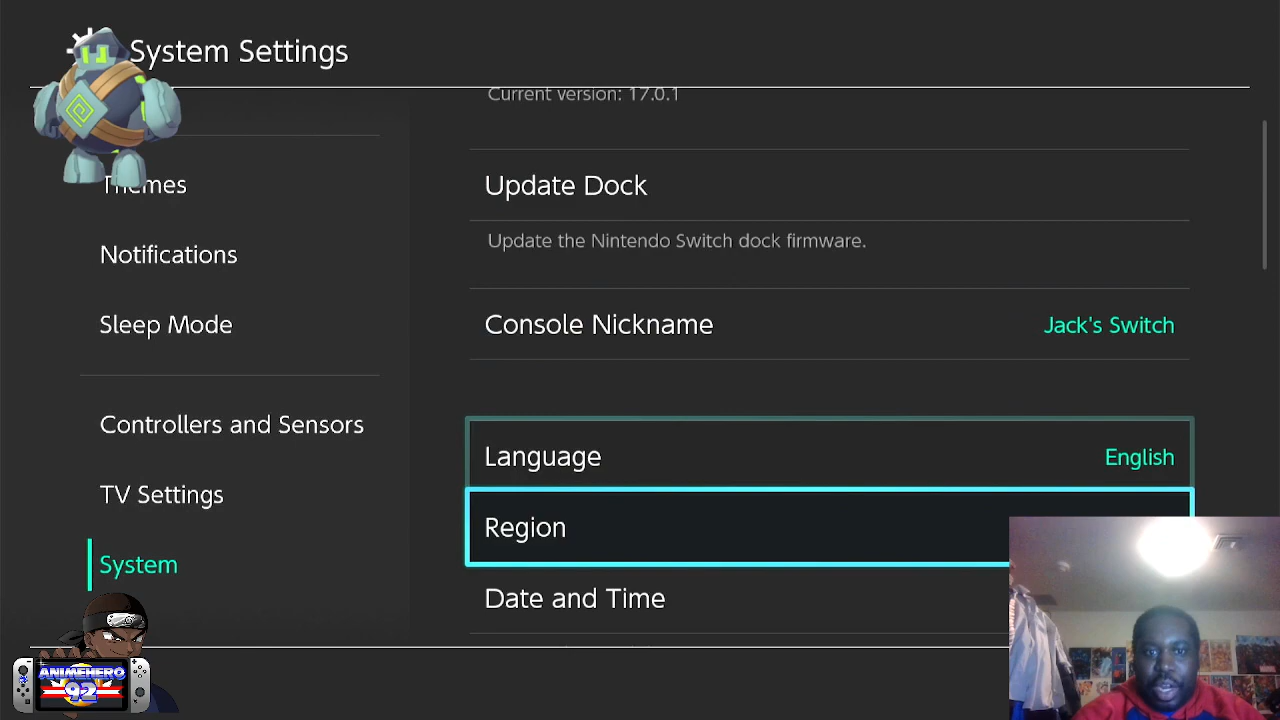 System Settings
Current version: 17.0.1
Themes
Update Dock
Notifications
Update the Nintendo Switch dock firmware.
Sleep Mode
Console Nickname
Jack's Switch
Controllers and Sensors
Language
English
TV Settings
Region
System
Date and Time
ANIMEHERO
92